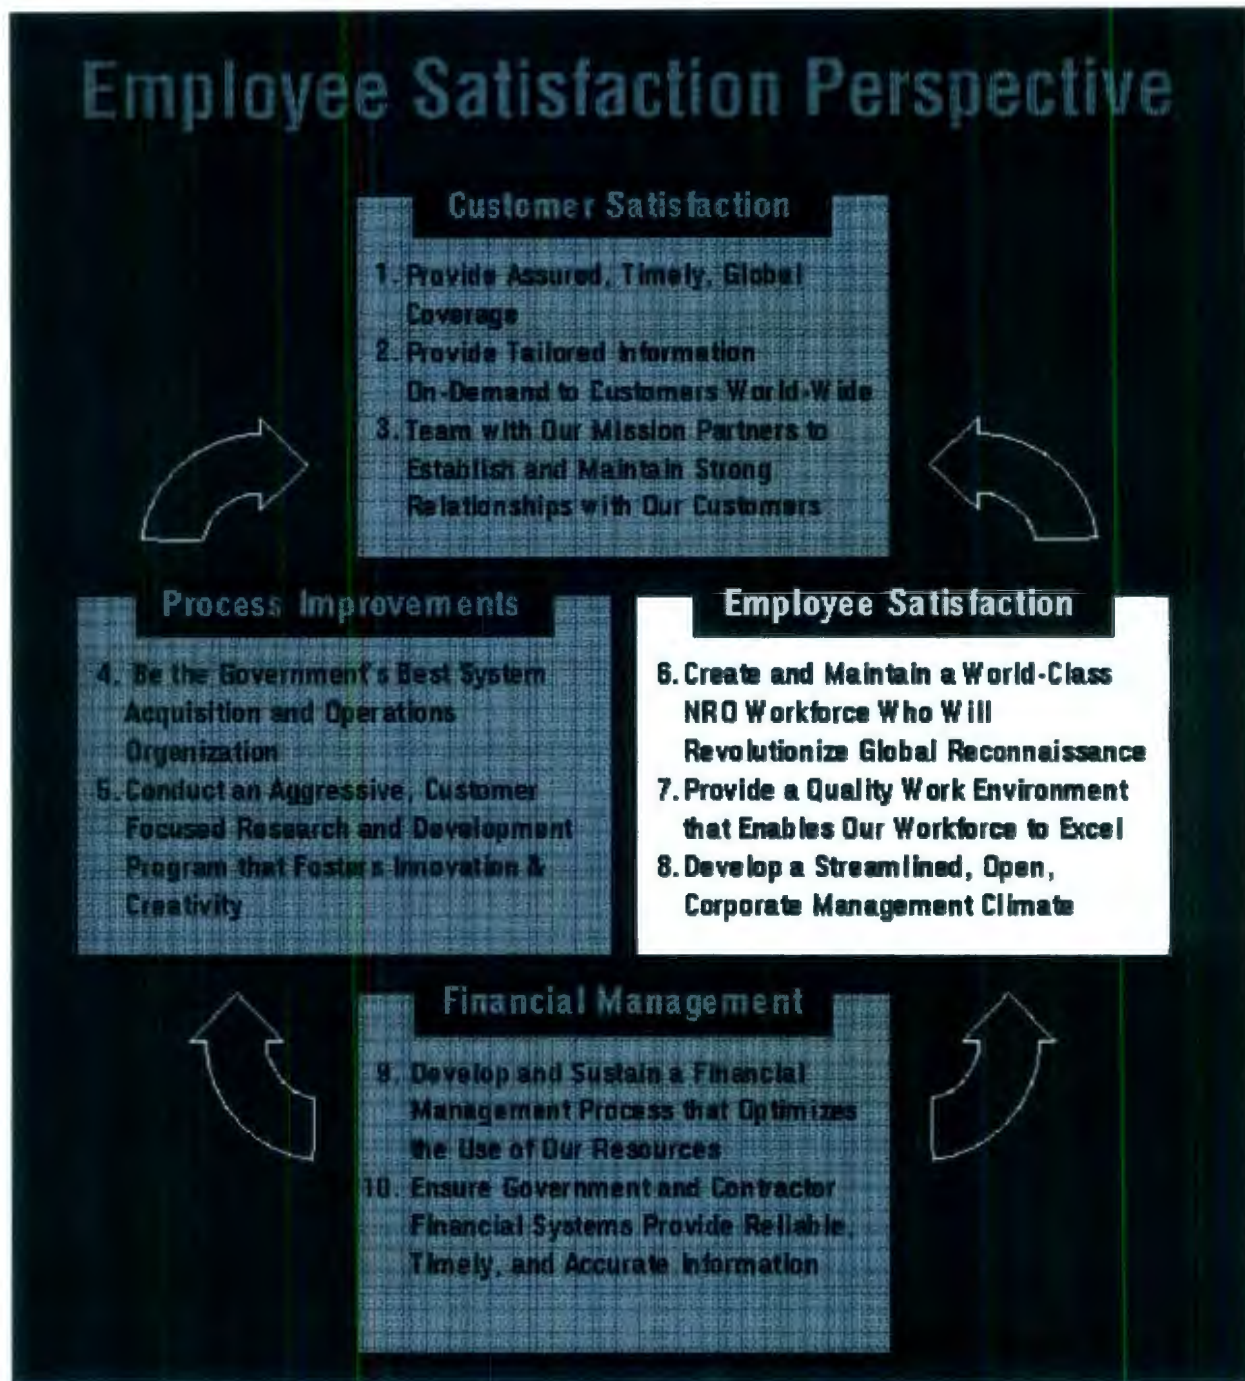 Employee Satisfaction Perspective
Customer Satisfaction
1. Provide Assured, Timely, Global
Coverage
2. Provide Tailored Information
On-Demand to Customers World-Wide
3. Team with Our Mission Partners to
Establish and Maintain Strong
Relationships with Our Customers
Process Improvements
4. Be the Government's Best System
Acquisition and Operations
Organization
5. Conduct an Aggressive, Customer
Focused Research and Development
Program that Fosters Innovation &
Creativity
Employee Satisfaction
6. Create and Maintain a World-Class
NRO Workforce Who Will
Revolutionize Global Reconnaissance
7. Provide a Quality Work Environment
that Enables Our Workforce to Excel
8. Develop a Streamlined, Open,
Corporate Management Climate
Financial Management
9. Develop and Sustain a Financial
Management Process that Optimizes
the Use of Our Resources
10. Ensure Government and Contractor
Financial Systems Provide Reliable,
Timely, and Accurate Information